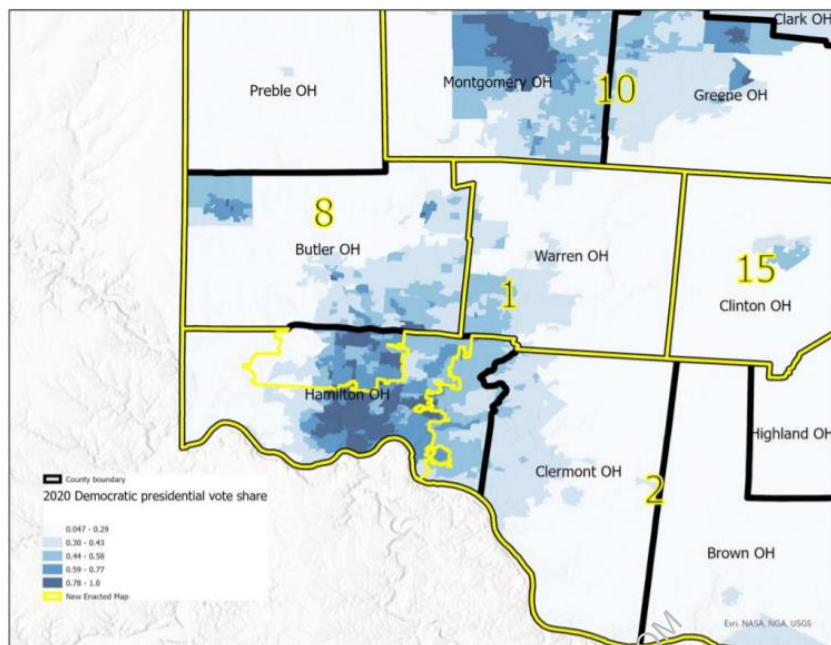 Clark OH
Preble OH
Montgomery OH
10
Greene OH
8
Butler OH
Warren OH
1
15
Clinton OH
Hamilton OH
Highland OH
Clermont OH
2
Brown OH
County boundary
2020 Democratic presidential vote share
0.047 - 0.29
0.30 - 0.43
0.44 - 0.58
0.59 - 0.77
0.78 - 1.0
New Enacted Map
Esri, NASA, NGA, USGS
OM